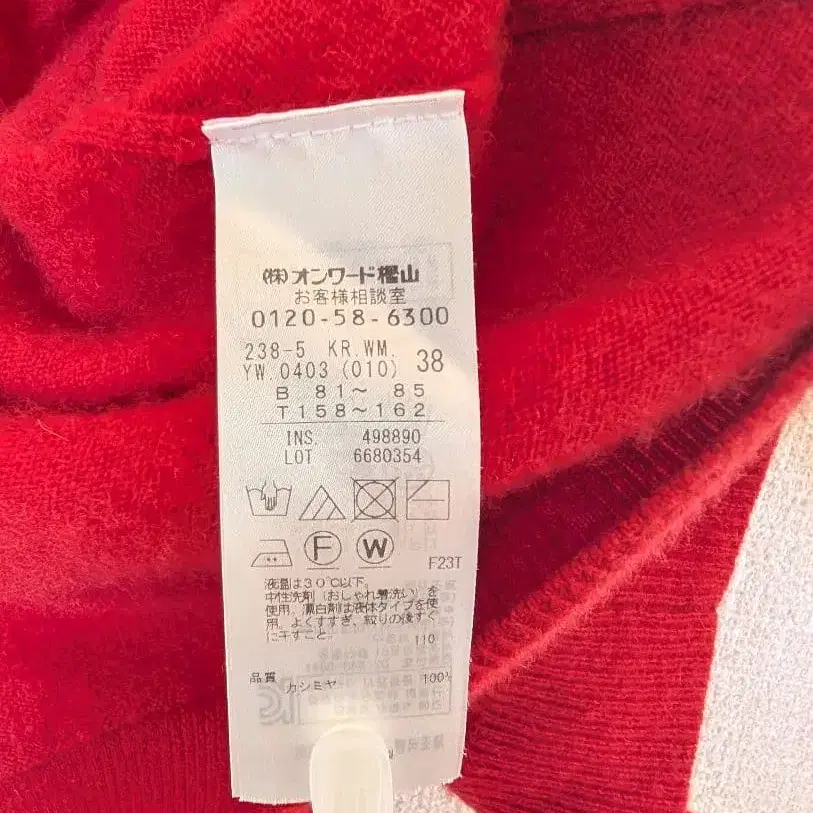 (株)オンワード樫山
お客様相談室
0120-58-6300
238-5 KR.WM.
YW.0403 (010) 38
B 81～ 85
T158～162
INS. 498890
LOT 6680354
F
W
F23T
液温は30℃以下。
中性洗剤(おしゃれ着洗い)を
使用。漂白剤は液体タイプを使
用。よくすすぎ、絞りの後すぐ
に干すこと。
110
品質 カシミヤ 100%